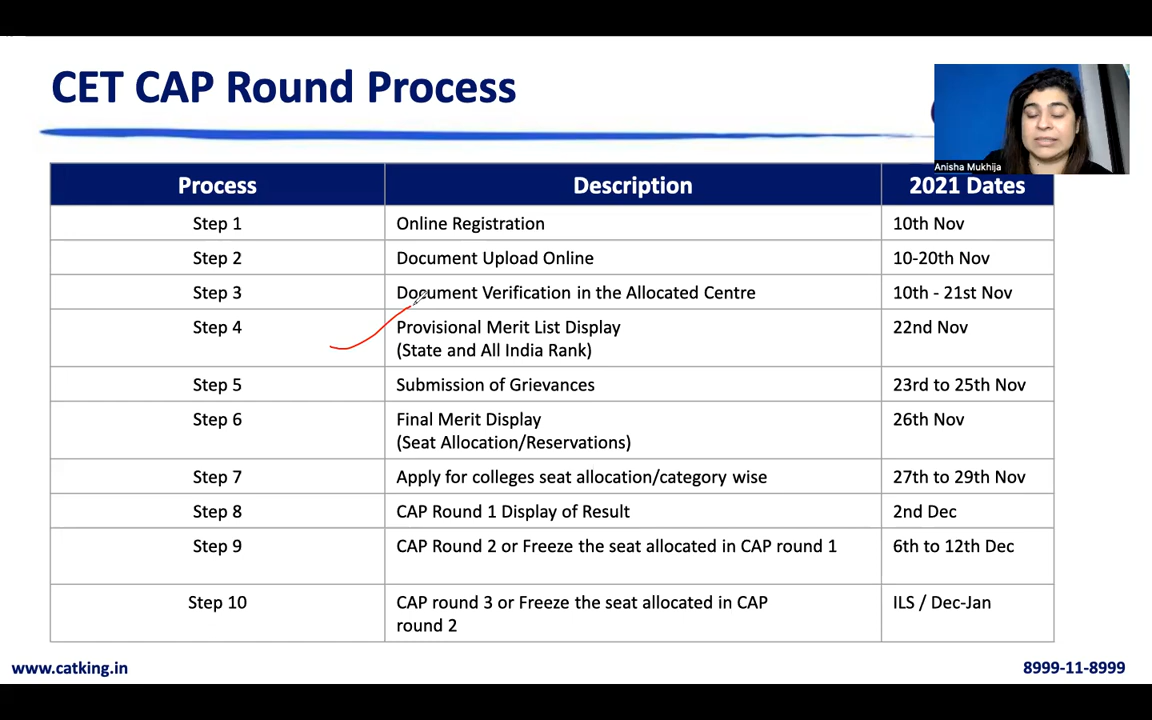 CET CAP Round Process
Anisha Mukhija
Process Description 2021 Dates
Step 1 Online Registration 10th Nov
Step 2 Document Upload Online 10-20th Nov
Step 3 Document Verification in the Allocated Centre 10th - 21st Nov
Step 4 Provisional Merit List Display 22nd Nov
(State and All India Rank)
Step 5 Submission of Grievances 23rd to 25th Nov
Step 6 Final Merit Display 26th Nov
(Seat Allocation/Reservations)
Step 7 Apply for colleges seat allocation/category wise 27th to 29th Nov
Step 8 CAP Round 1 Display of Result 2nd Dec
Step 9 CAP Round 2 or Freeze the seat allocated in CAP round 1 6th to 12th Dec
Step 10 CAP round 3 or Freeze the seat allocated in CAP ILS / Dec-Jan
round 2
www.catking.in 8999-11-8999